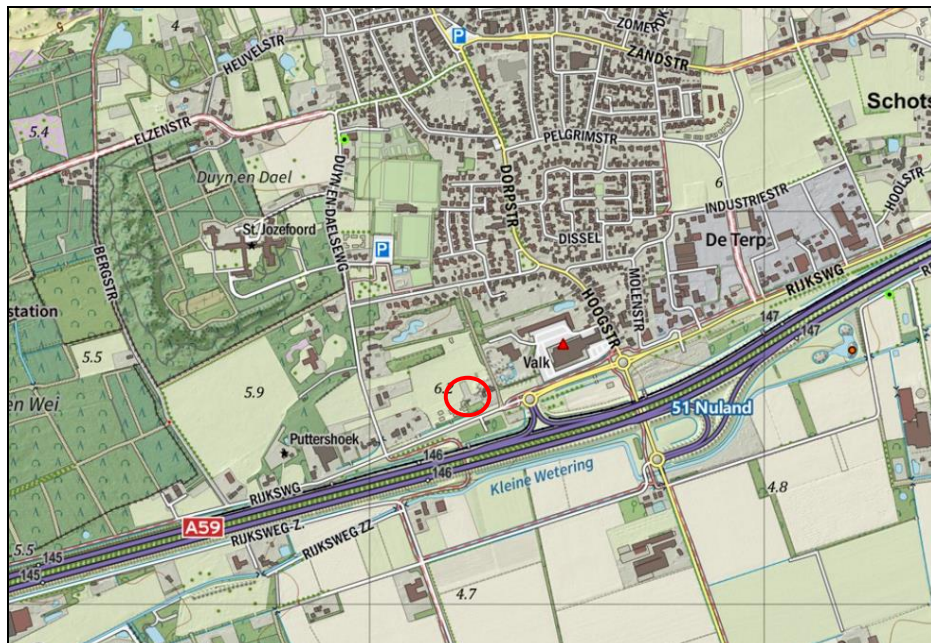 5
4
ZOMERDK
P
HEUVELSTR
ZANDSTR
Schots
5.4
ELZENSTR
PELGRIMSTR
Duyn en Dael
DUYN-EN-DAELSEWG
DORPSTR
6
HOOLSTR
INDUSTRIESTR
St. Jozefoord
P
DISSEL
De Terp
BERGSTR
MOLENSTR
RIJKSWG
HOOGSTR
station
147
147
5.5
Valk
5.9
6.2
en Wei
51 Nuland
Puttershoek
146
146
Kleine Wetering
RIJKSWG
4.8
A59
RIJKSWEG-Z.
RIJKSWEG ZZ
5.5
145
145
4.7